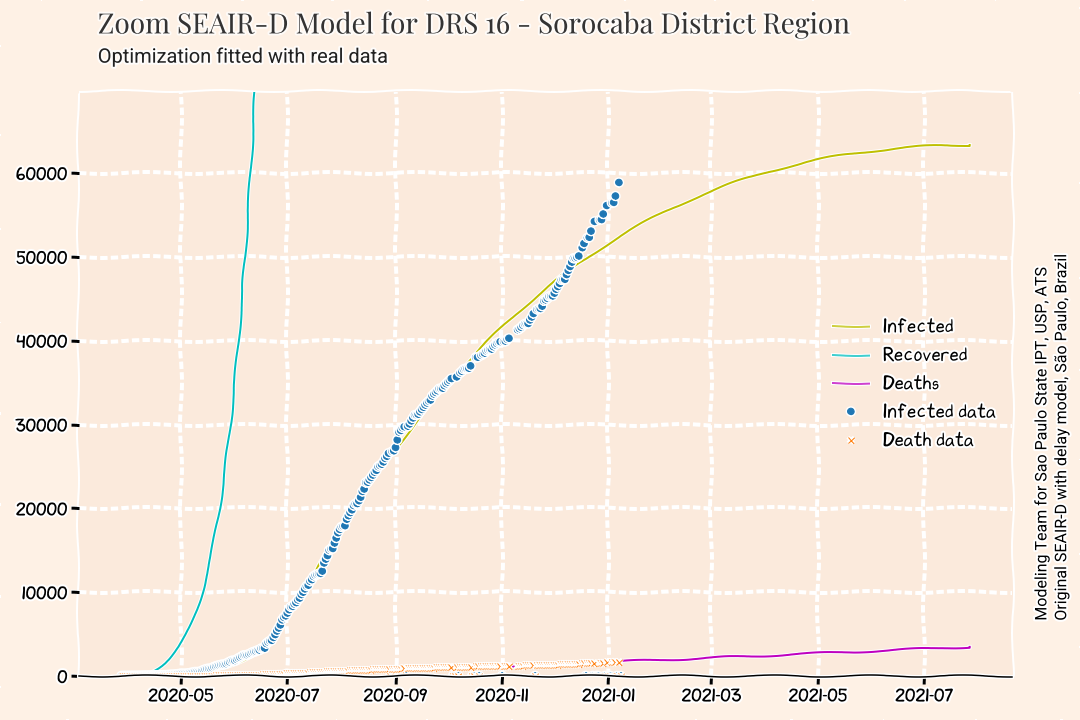 Zoom SEAIR-D Model for DRS 16 - Sorocaba District Region
Optimization fitted with real data
60000
50000
40000
30000
20000
10000
0
2020-05
2020-07
2020-09
2020-11
2021-01
2021-03
2021-05
2021-07
Infected
Recovered
Deaths
Infected data
Death data
Modeling Team for Sao Paulo State IPT, USP, ATS
Original SEAIR-D with delay model, São Paulo, Brazil